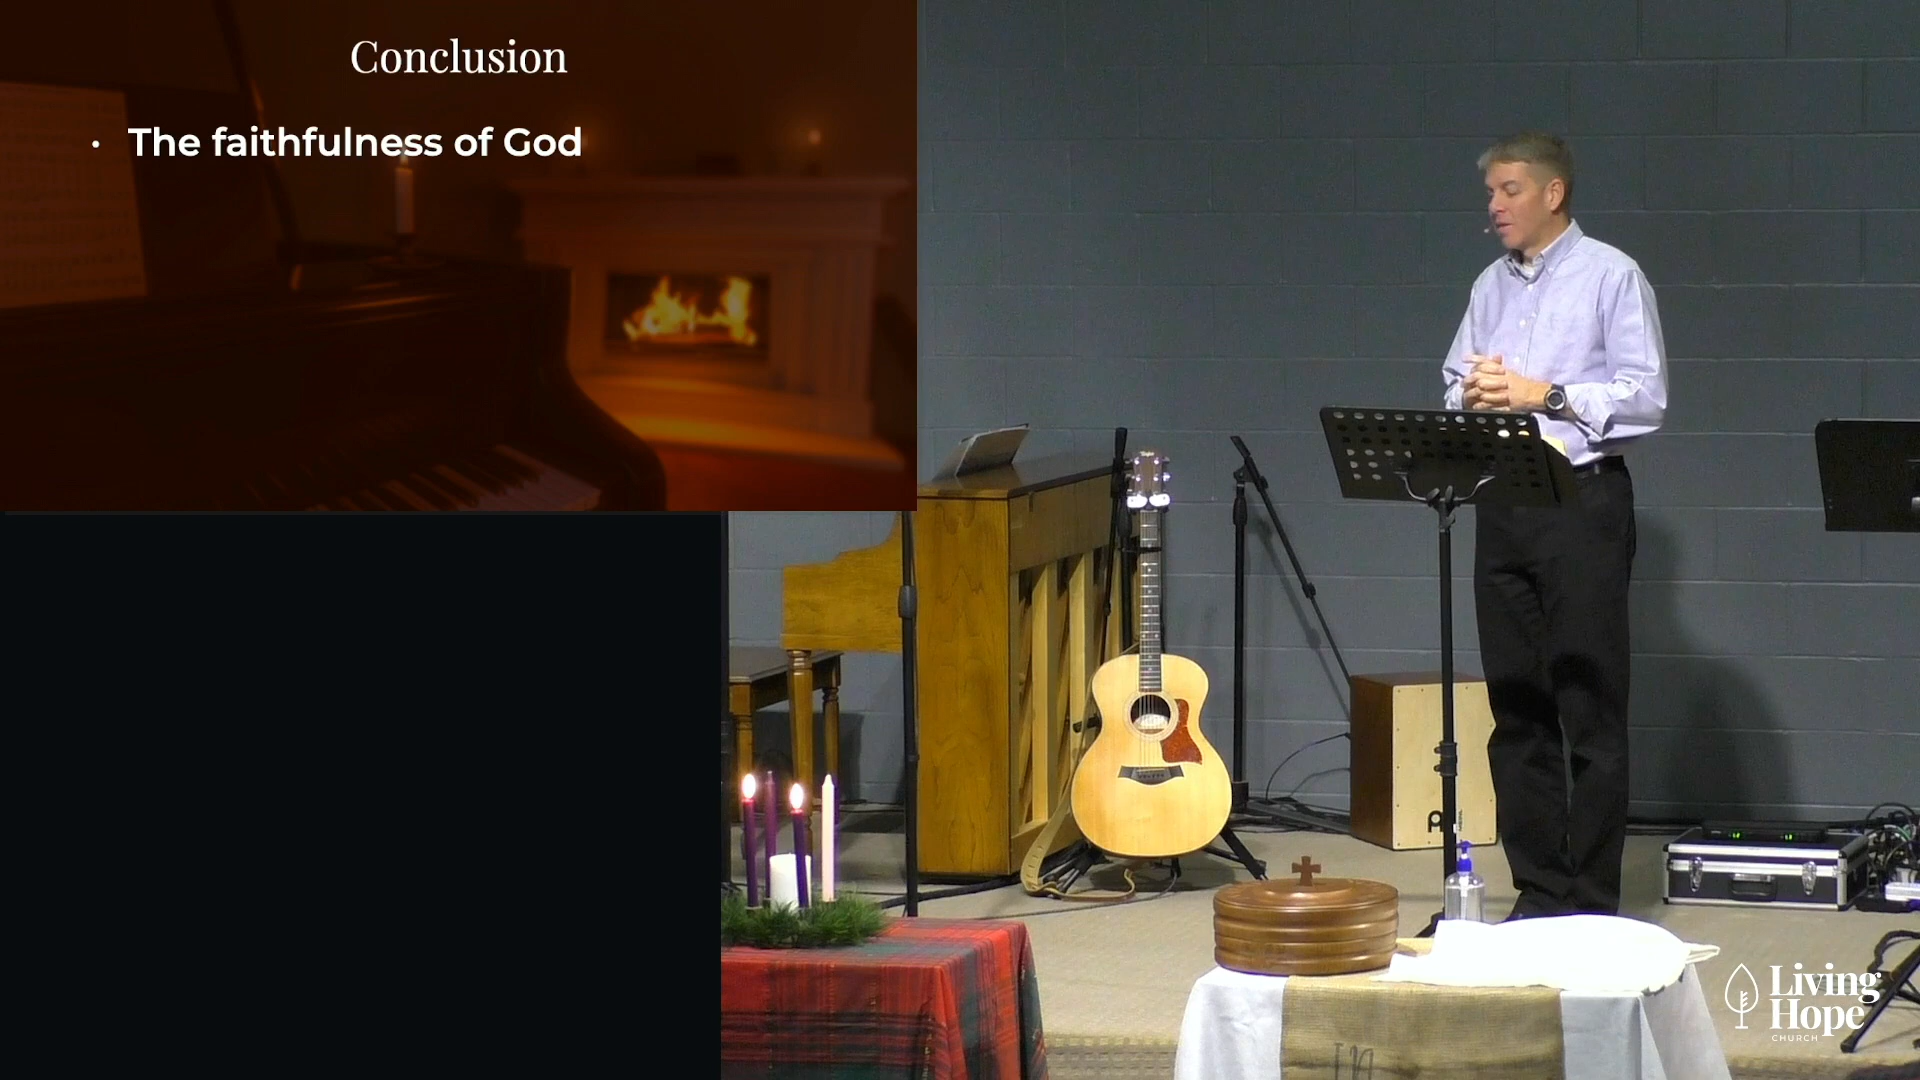 Conclusion
• The faithfulness of God
Living
Hope
CHURCH